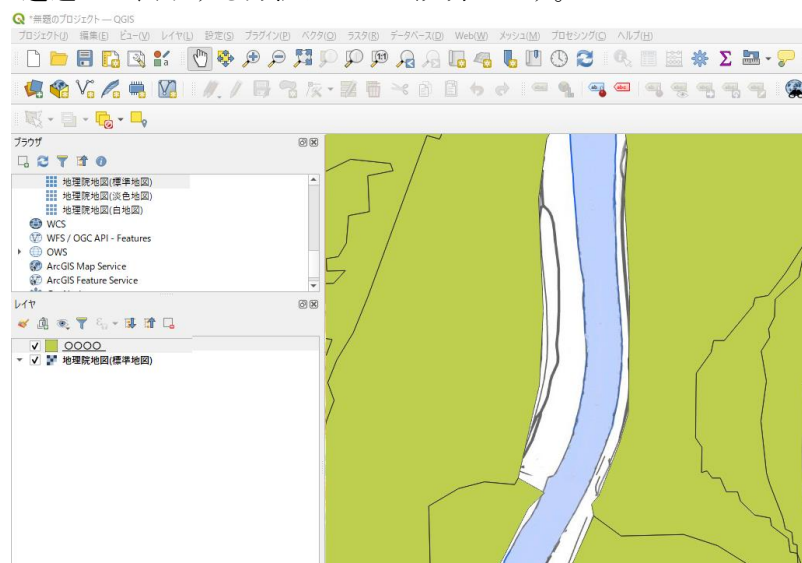 *無題のプロジェクト — QGIS
プロジェクト(J) 編集(E) ビュー(V) レイヤ(L) 設定(S) プラグイン(P) ベクタ(O) ラスタ(R) データベース(D) Web(W) メッシュ(M) プロセシング(C) ヘルプ(H)
ブラウザ
地理院地図(標準地図)
地理院地図(淡色地図)
地理院地図(白地図)
WCS
WFS / OGC API - Features
OWS
ArcGIS Map Service
ArcGIS Feature Service
レイヤ
○○○○
地理院地図(標準地図)